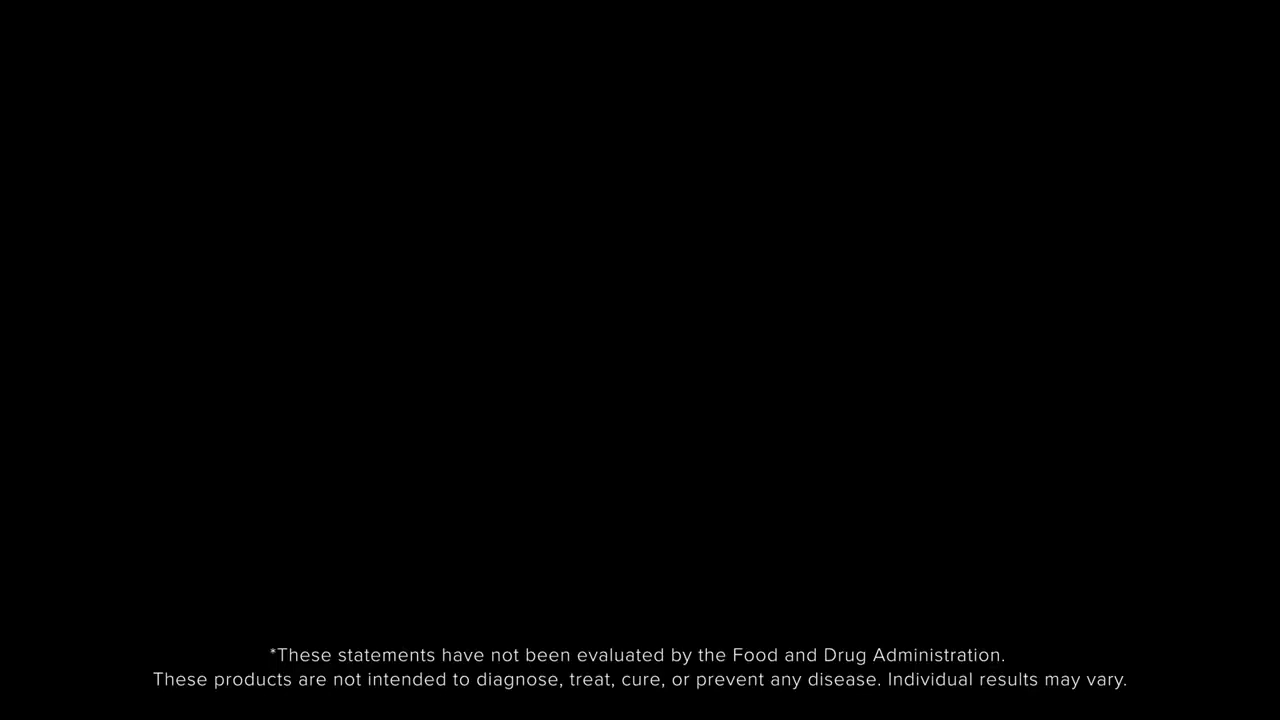 *These statements have not been evaluated by the Food and Drug Administration.
These products are not intended to diagnose, treat, cure, or prevent any disease. Individual results may vary.